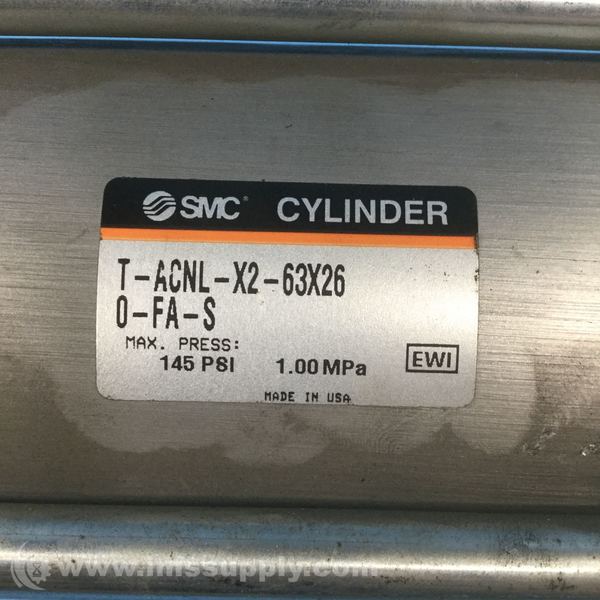 SMC® CYLINDER
T-ACNL-X2-63X26
0-FA-S
MAX. PRESS:
145 PSI 1.00 MPa EWI
MADE IN USA
© www.imssupply.com